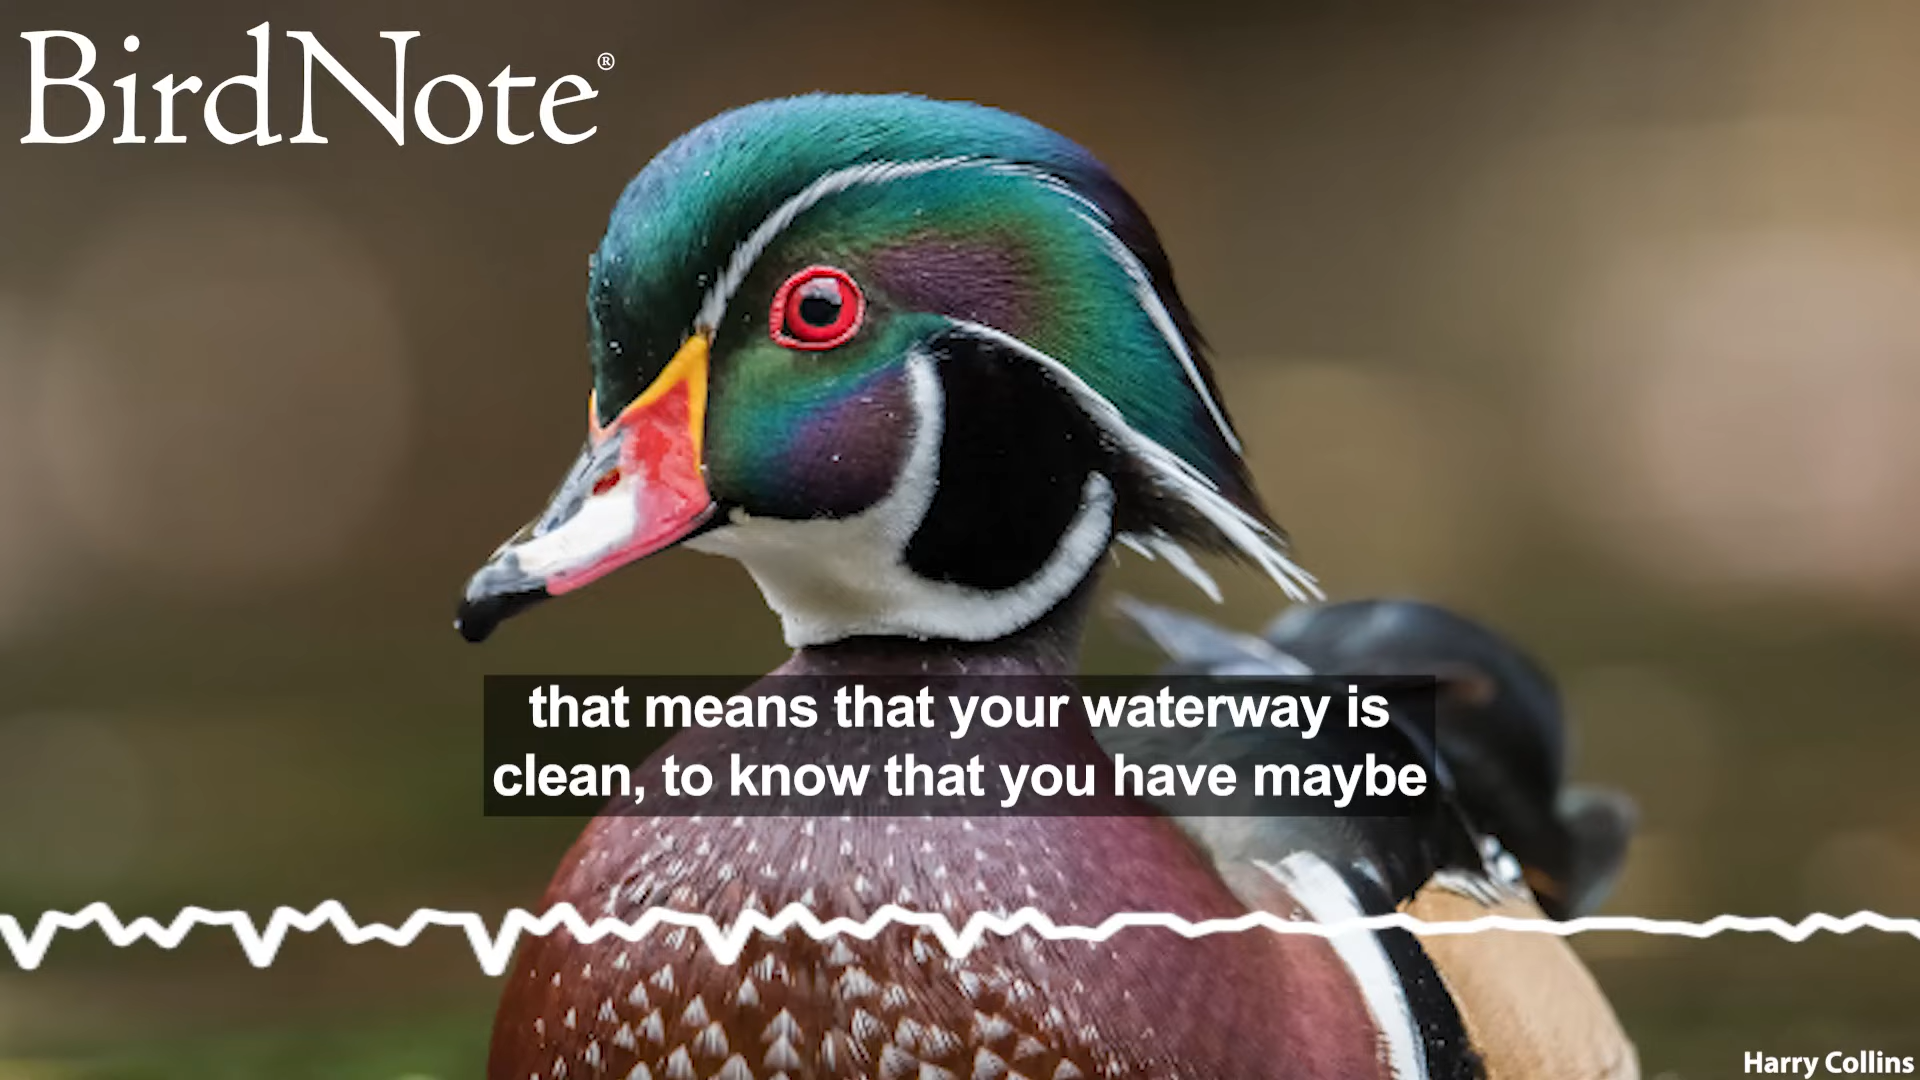 BirdNote®
that means that your waterway is
clean, to know that you have maybe
Harry Collins